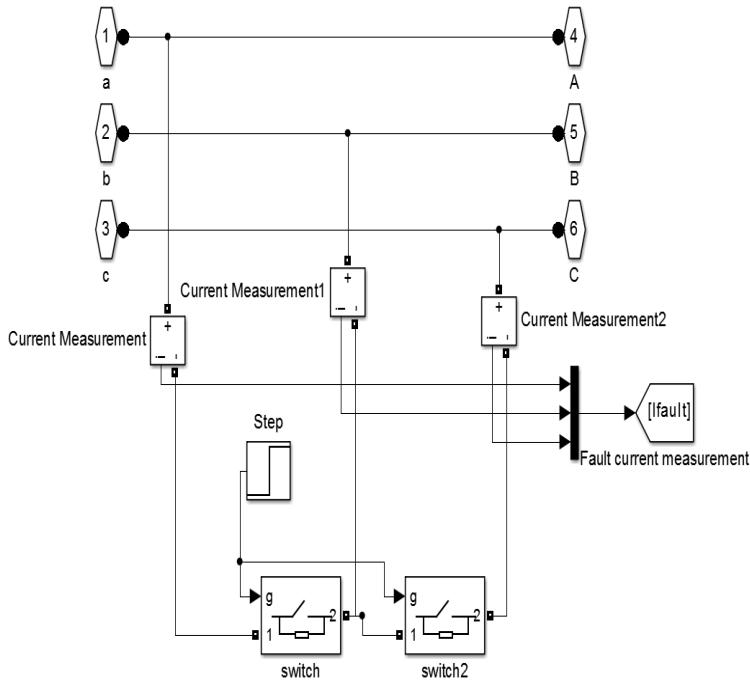 1
4
a
A
2
5
b
B
3
6
c
C
Current Measurement1
+
-
i
Current Measurement2
+
-
i
Current Measurement
+
-
i
[Ifault]
Step
Fault current measurement
g
2
1
g
2
1
switch
switch2